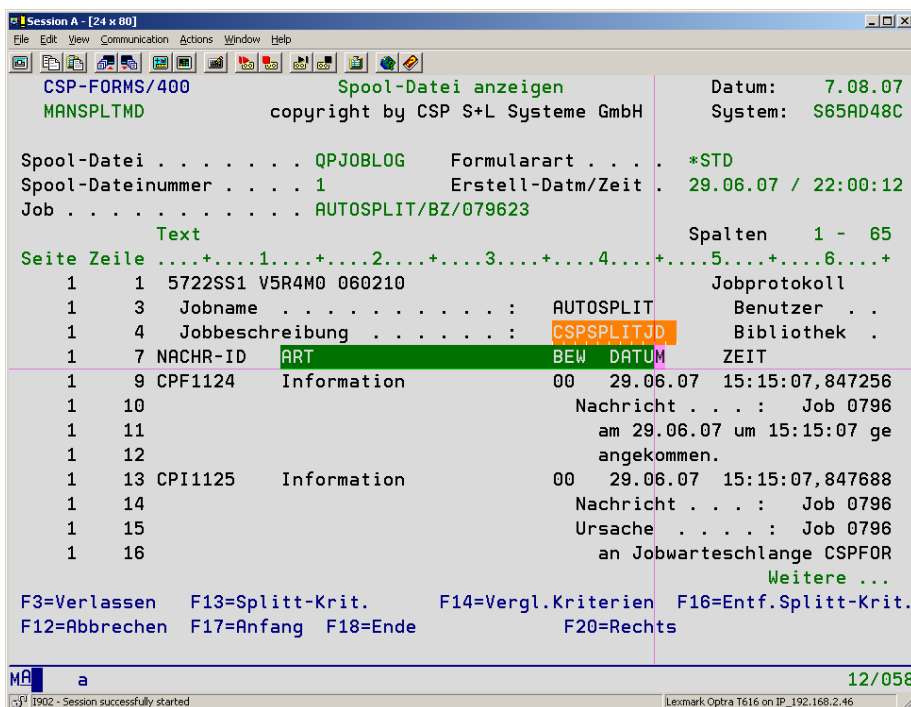 Session A - [24 x 80]
File Edit View Communication Actions Window Help
CSP-FORMS/400 Spool-Datei anzeigen Datum: 7.08.07
MANSPLTMD copyright by CSP S+L Systeme GmbH System: S65AD48C
Spool-Datei . . . . . . . QPJOBLOG Formularart . . . . *STD
Spool-Dateinummer . . . . 1 Erstell-Datm/Zeit . 29.06.07 / 22:00:12
Job . . . . . . . . . . . AUTOSPLIT/BZ/079623
Text Spalten 1 - 65
Seite Zeile ....+....1....+....2....+....3....+....4....+....5....+....6....+
1 1 5722SS1 V5R4M0 060210 Jobprotokoll
1 3 Jobname . . . . . . . . . . : AUTOSPLIT Benutzer . .
1 4 Jobbeschreibung . . . . . . : CSPSPLITJD Bibliothek .
1 7 NACHR-ID ART BEW DATUM ZEIT
1 9 CPF1124 Information 00 29.06.07 15:15:07,847256
1 10 Nachricht . . . : Job 0796
1 11 am 29.06.07 um 15:15:07 ge
1 12 angekommen.
1 13 CPI1125 Information 00 29.06.07 15:15:07,847688
1 14 Nachricht . . . : Job 0796
1 15 Ursache . . . . : Job 0796
1 16 an Jobwarteschlange CSPFOR
Weitere ...
F3=Verlassen F13=Splitt-Krit. F14=Vergl.Kriterien F16=Entf.Splitt-Krit.
F12=Abbrechen F17=Anfang F18=Ende F20=Rechts
MA a 12/058
I902 - Session successfully started Lexmark Optra T616 on IP_192.168.2.46